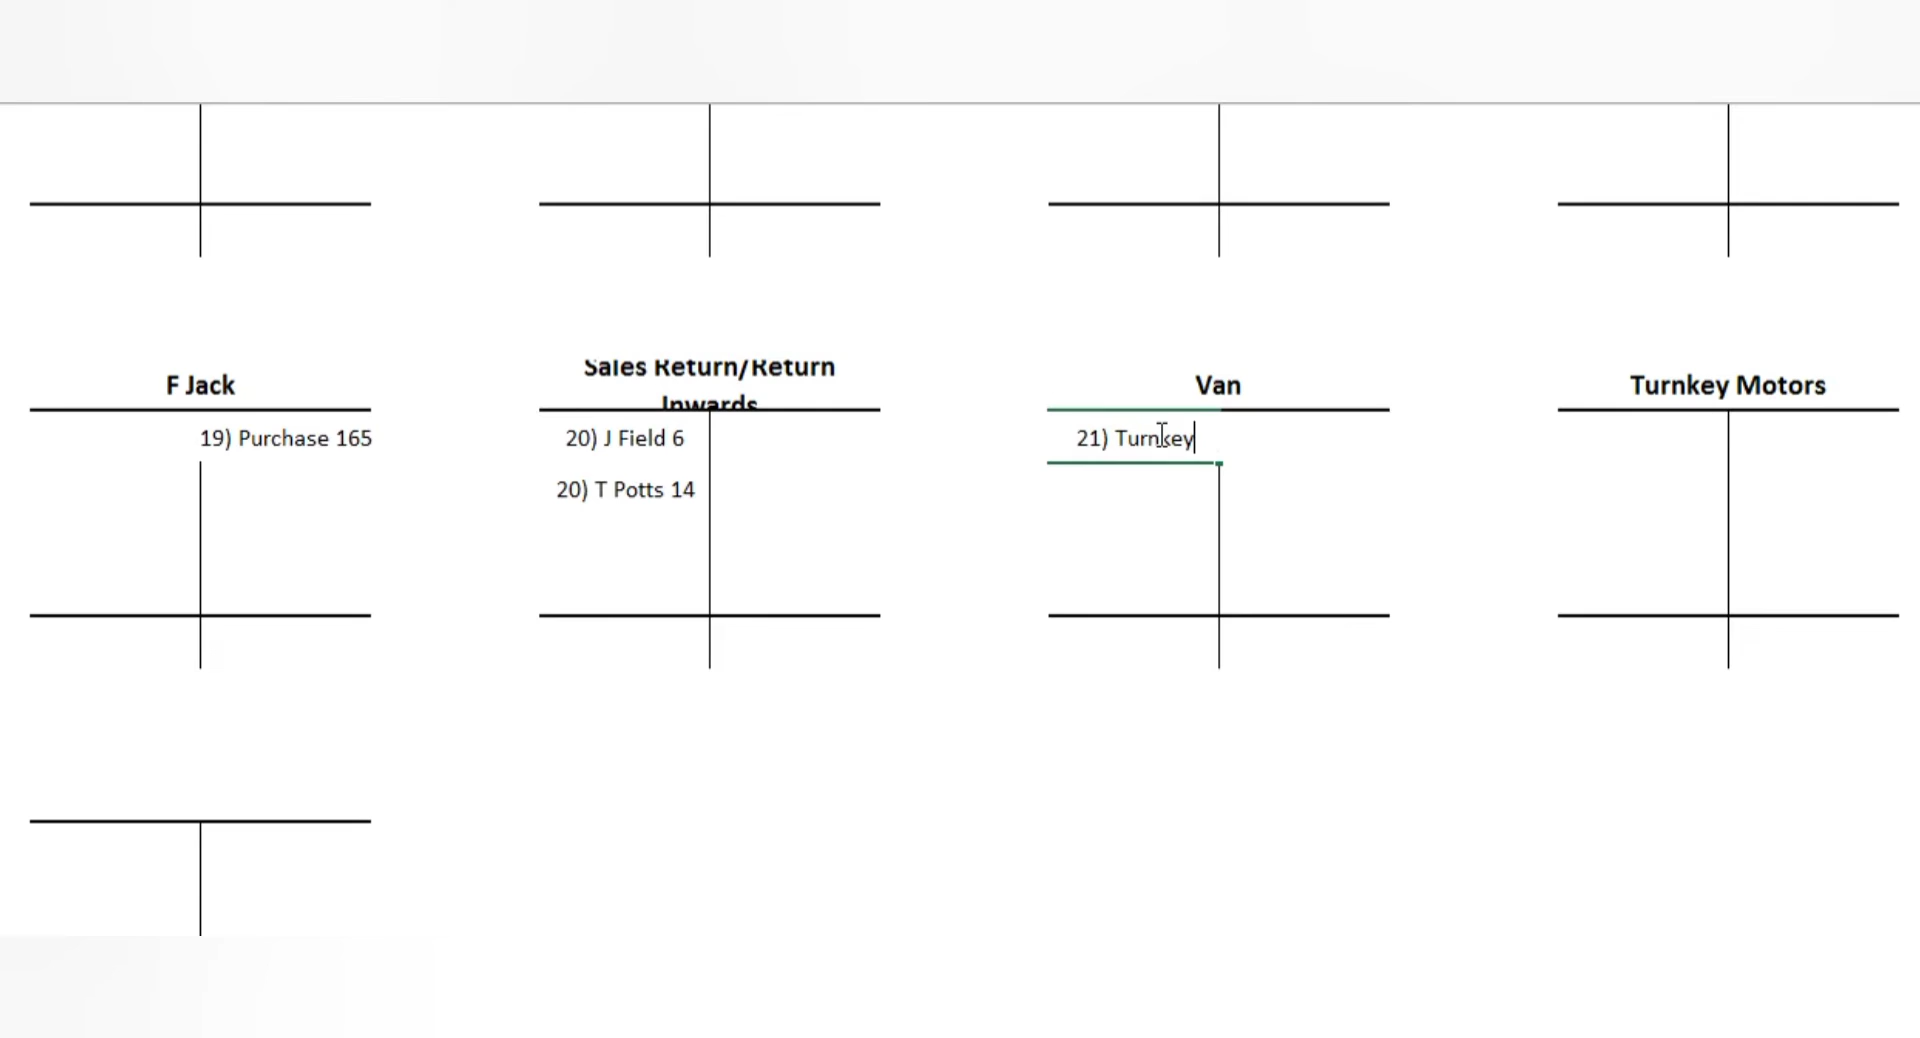 F Jack
Sales Return/Return
Inwards
Van
Turnkey Motors
19) Purchase 165
20) J Field 6
21) Turnkey
20) T Potts 14